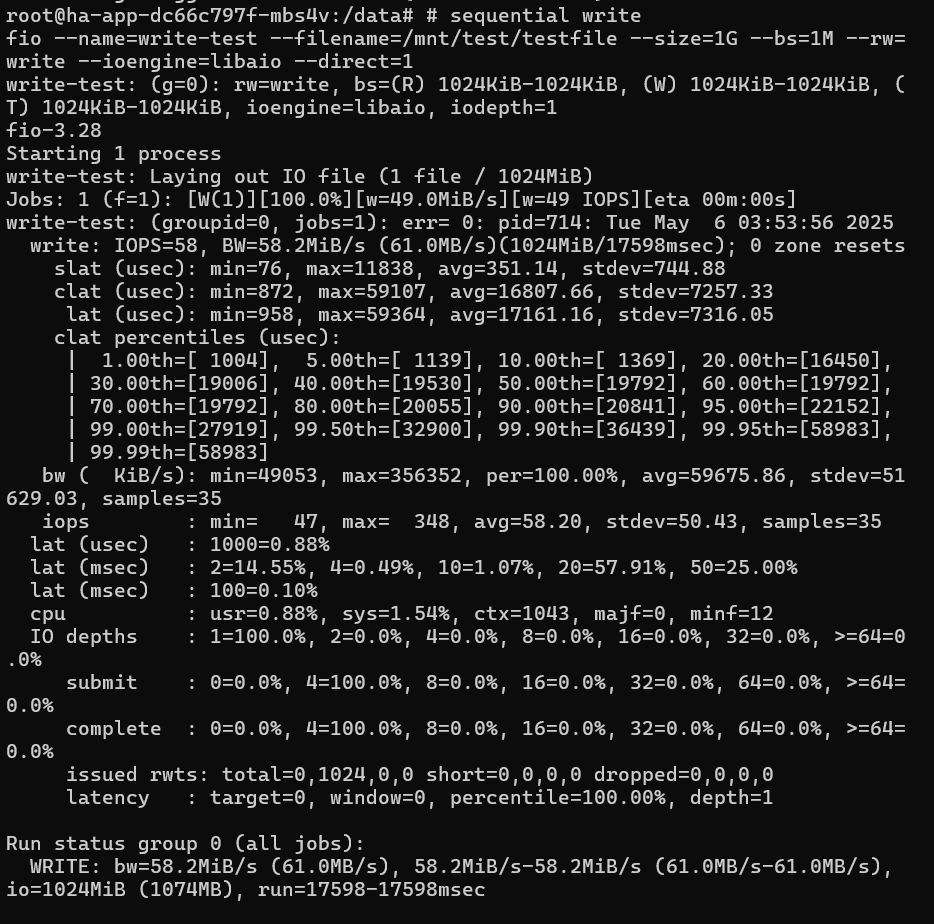 root@ha-app-dc66c797f-mbs4v:/data# # sequential write
fio --name=write-test --filename=/mnt/test/testfile --size=1G --bs=1M --rw=
write --ioengine=libaio --direct=1
write-test: (g=0): rw=write, bs=(R) 1024KiB-1024KiB, (W) 1024KiB-1024KiB, (
T) 1024KiB-1024KiB, ioengine=libaio, iodepth=1
fio-3.28
Starting 1 process
write-test: Laying out IO file (1 file / 1024MiB)
Jobs: 1 (f=1): [W(1)][100.0%][w=49.0MiB/s][w=49 IOPS][eta 00m:00s]
write-test: (groupid=0, jobs=1): err= 0: pid=714: Tue May  6 03:53:56 2025
  write: IOPS=58, BW=58.2MiB/s (61.0MB/s)(1024MiB/17598msec); 0 zone resets
    slat (usec): min=76, max=11838, avg=351.14, stdev=744.88
    clat (usec): min=872, max=59107, avg=16807.66, stdev=7257.33
     lat (usec): min=958, max=59364, avg=17161.16, stdev=7316.05
    clat percentiles (usec):
     |  1.00th=[ 1004],  5.00th=[ 1139], 10.00th=[ 1369], 20.00th=[16450],
     | 30.00th=[19006], 40.00th=[19530], 50.00th=[19792], 60.00th=[19792],
     | 70.00th=[19792], 80.00th=[20055], 90.00th=[20841], 95.00th=[22152],
     | 99.00th=[27919], 99.50th=[32900], 99.90th=[36439], 99.95th=[58983],
     | 99.99th=[58983]
   bw (  KiB/s): min=49053, max=356352, per=100.00%, avg=59675.86, stdev=51
629.03, samples=35
   iops        : min=   47, max=  348, avg=58.20, stdev=50.43, samples=35
  lat (usec)   : 1000=0.88%
  lat (msec)   : 2=14.55%, 4=0.49%, 10=1.07%, 20=57.91%, 50=25.00%
  lat (msec)   : 100=0.10%
  cpu          : usr=0.88%, sys=1.54%, ctx=1043, majf=0, minf=12
  IO depths    : 1=100.0%, 2=0.0%, 4=0.0%, 8=0.0%, 16=0.0%, 32=0.0%, >=64=0
.0%
     submit    : 0=0.0%, 4=100.0%, 8=0.0%, 16=0.0%, 32=0.0%, 64=0.0%, >=64=
0.0%
     complete  : 0=0.0%, 4=100.0%, 8=0.0%, 16=0.0%, 32=0.0%, 64=0.0%, >=64=
0.0%
     issued rwts: total=0,1024,0,0 short=0,0,0,0 dropped=0,0,0,0
     latency   : target=0, window=0, percentile=100.00%, depth=1

Run status group 0 (all jobs):
  WRITE: bw=58.2MiB/s (61.0MB/s), 58.2MiB/s-58.2MiB/s (61.0MB/s-61.0MB/s),
io=1024MiB (1074MB), run=17598-17598msec